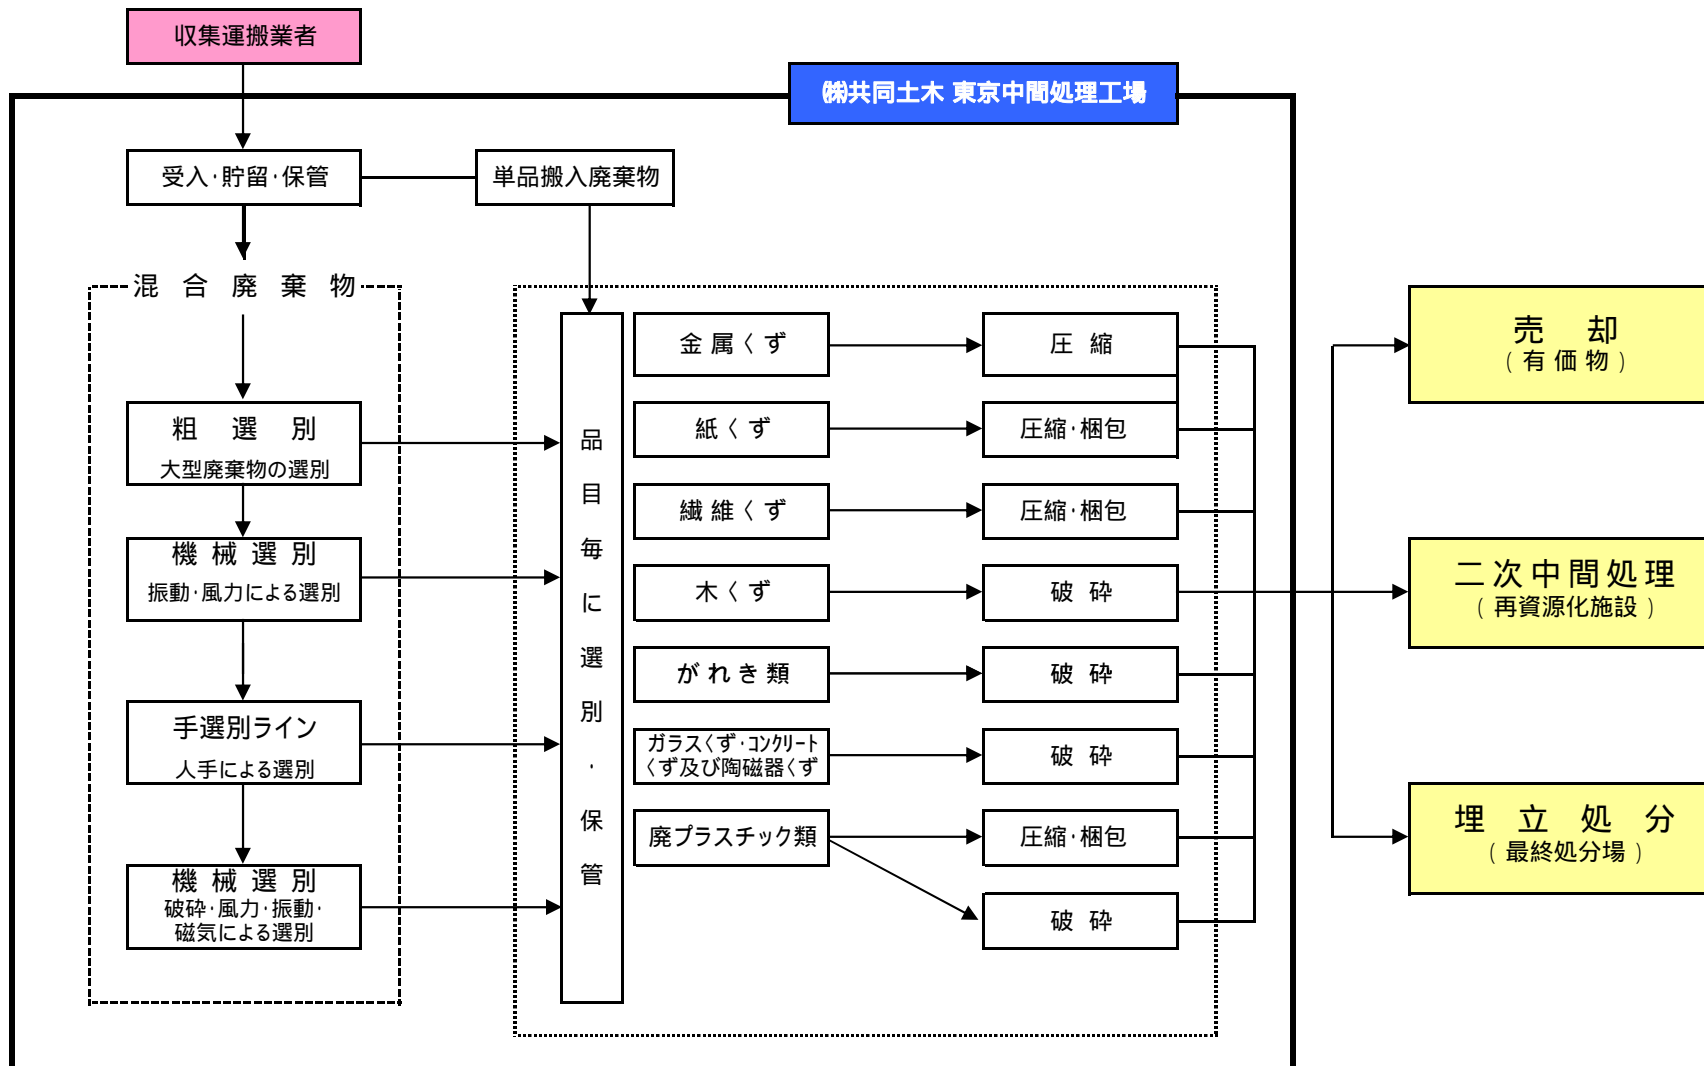 収集運搬業者
㈱共同土木 東京中間処理工場
受入･貯留･保管
単品搬入廃棄物
混合廃棄物
粗選別
大型廃棄物の選別
機械選別
振動･風力による選別
手選別ライン
人手による選別
機械選別
破砕･風力･振動･
磁気による選別
品目毎に選別･保管
金属くず
圧縮
紙くず
圧縮･梱包
繊維くず
圧縮･梱包
木くず
破砕
がれき類
破砕
ガラスくず･コンクリート
くず及び陶磁器くず
破砕
廃プラスチック類
圧縮･梱包
破砕
売却
(有価物)
二次中間処理
(再資源化施設)
埋立処分
(最終処分場)